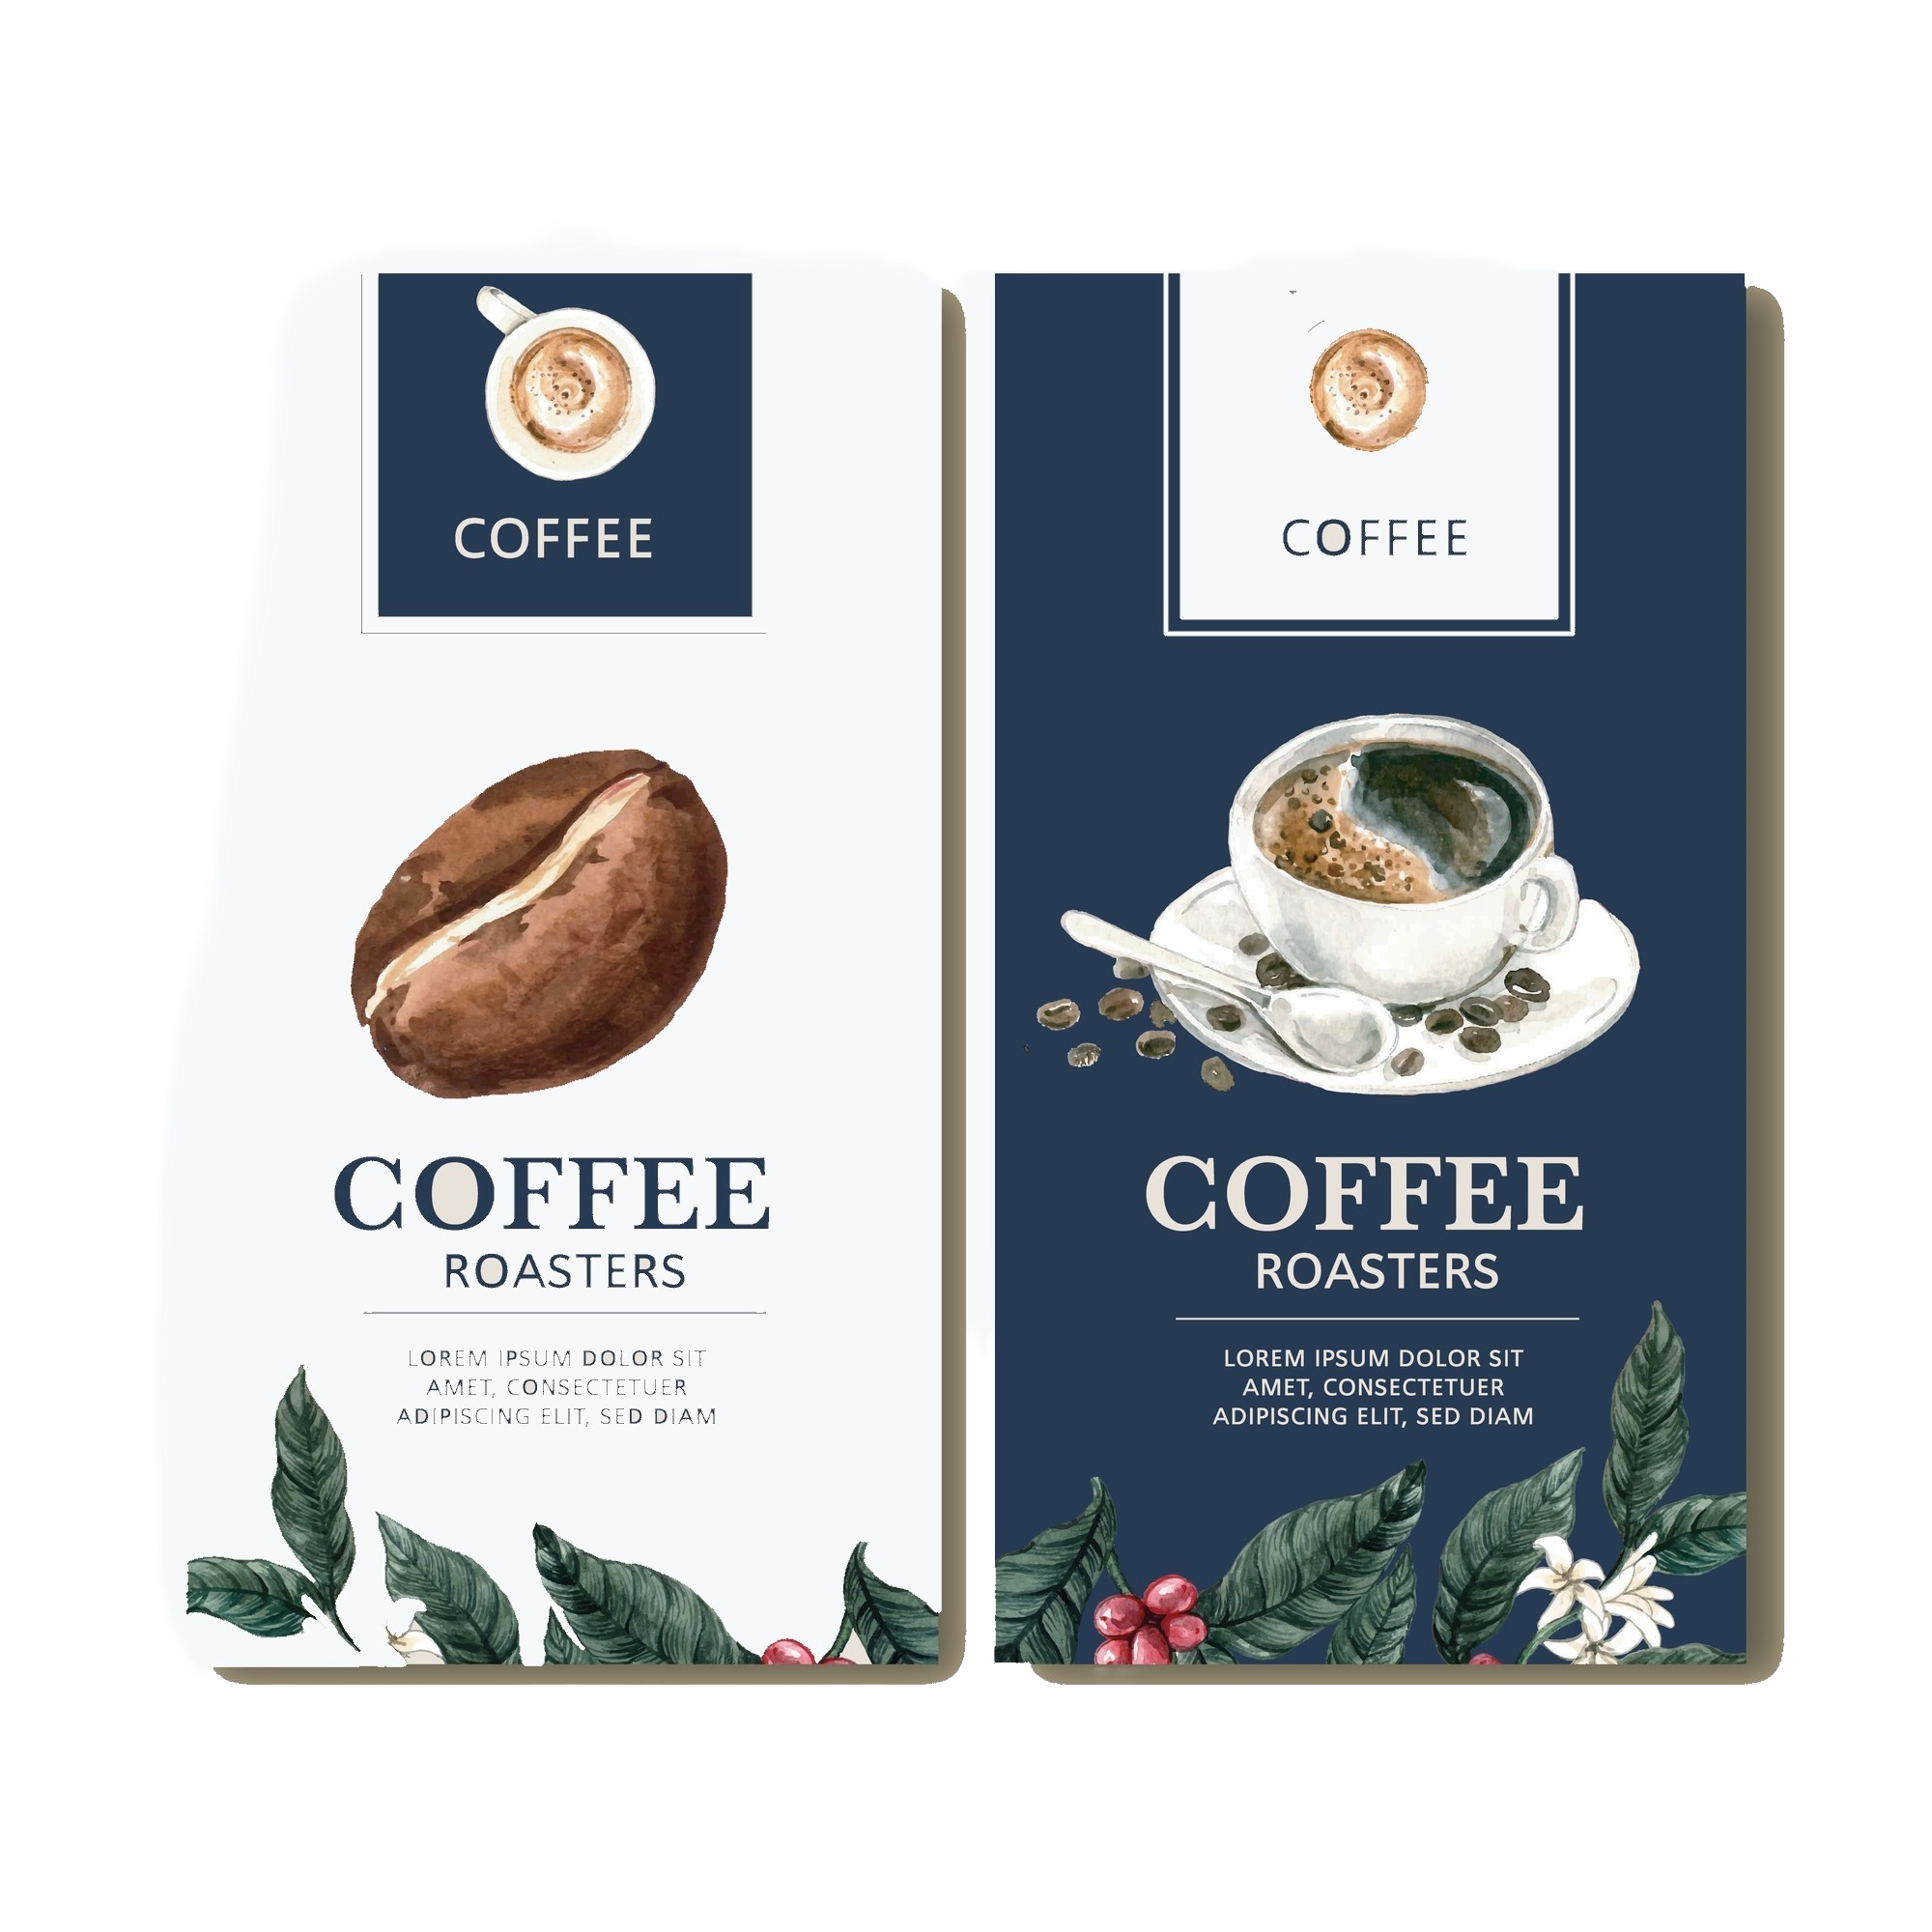 COFFEE
COFFEE
ROASTERS
LOREM IPSUM DOLOR SIT
AMET, CONSECTETUER
ADIPISCING ELIT, SED DIAM
COFFEE
COFFEE
ROASTERS
LOREM IPSUM DOLOR SIT
AMET, CONSECTETUER
ADIPISCING ELIT, SED DIAM